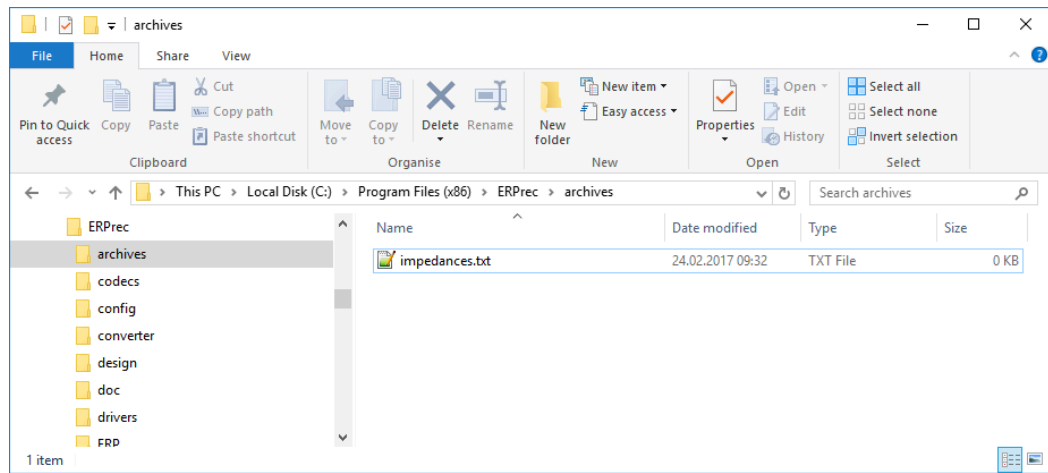 archives
File Home Share View
Pin to Quick access Copy Paste Cut Copy path Paste shortcut Move to Copy to Delete Rename New folder New item Easy access Properties Open Edit History Select all Select none Invert selection
Clipboard Organise New Open Select
This PC > Local Disk (C:) > Program Files (x86) > ERPrec > archives Search archives
ERPrec
archives
codecs
config
converter
design
doc
drivers
ERP
Name Date modified Type Size
impedances.txt 24.02.2017 09:32 TXT File 0 KB
1 item